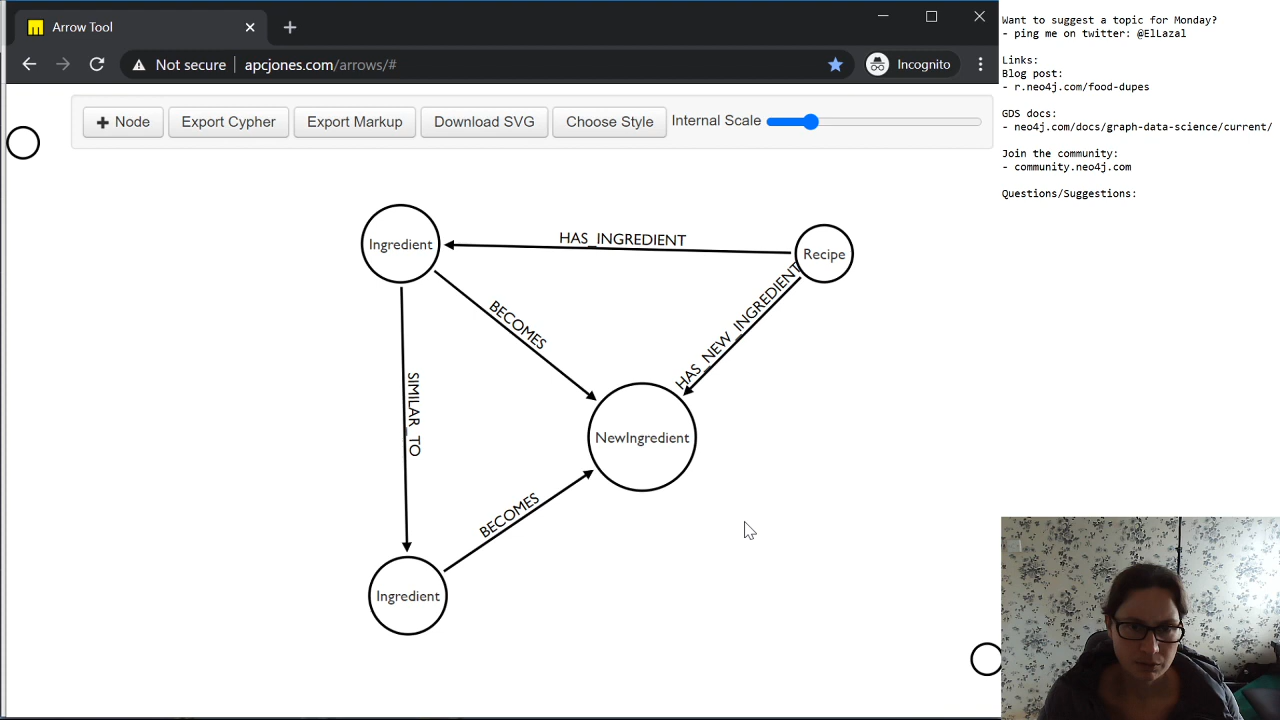 Arrow Tool
Not secure
apcjones.com/arrows/#
Incognito
Node
Export Cypher
Export Markup
Download SVG
Choose Style
Internal Scale
Ingredient
HAS_INGREDIENT
Recipe
BECOMES
HAS_NEW_INGREDIENT
SIMILAR_TO
NewIngredient
BECOMES
Ingredient
Want to suggest a topic for Monday?
- ping me on twitter: @ElLazal
Links:
Blog post:
- r.neo4j.com/food-dupes
GDS docs:
- neo4j.com/docs/graph-data-science/current/
Join the community:
- community.neo4j.com
Questions/Suggestions: